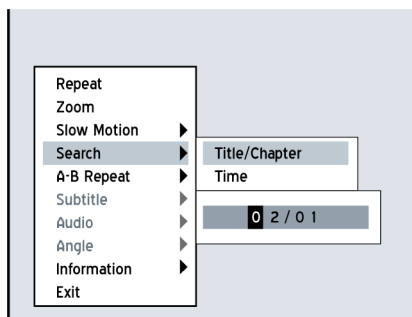 Repeat
Zoom
Slow Motion
Search
A-B Repeat
Subtitle
Audio
Angle
Information
Exit
Title/Chapter
Time
0 2 / 0 1